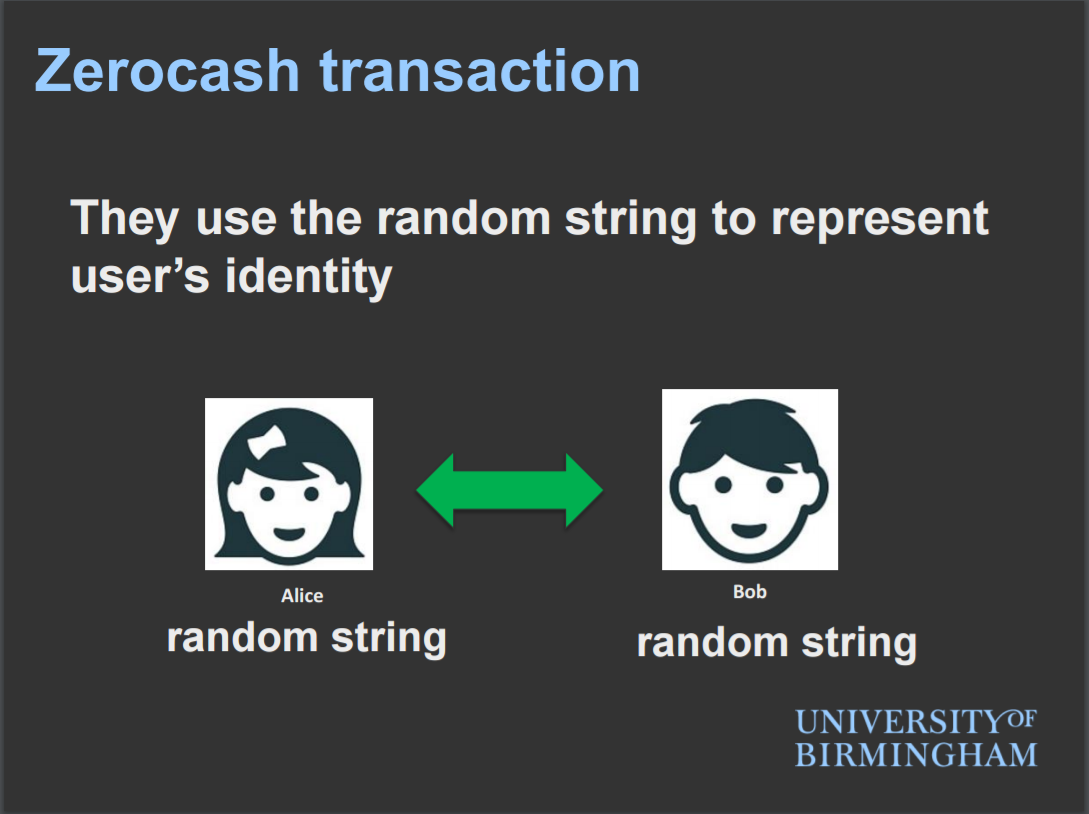 Zerocash transaction
They use the random string to represent
user's identity
Alice
Bob
random string
random string
UNIVERSITY OF
BIRMINGHAM